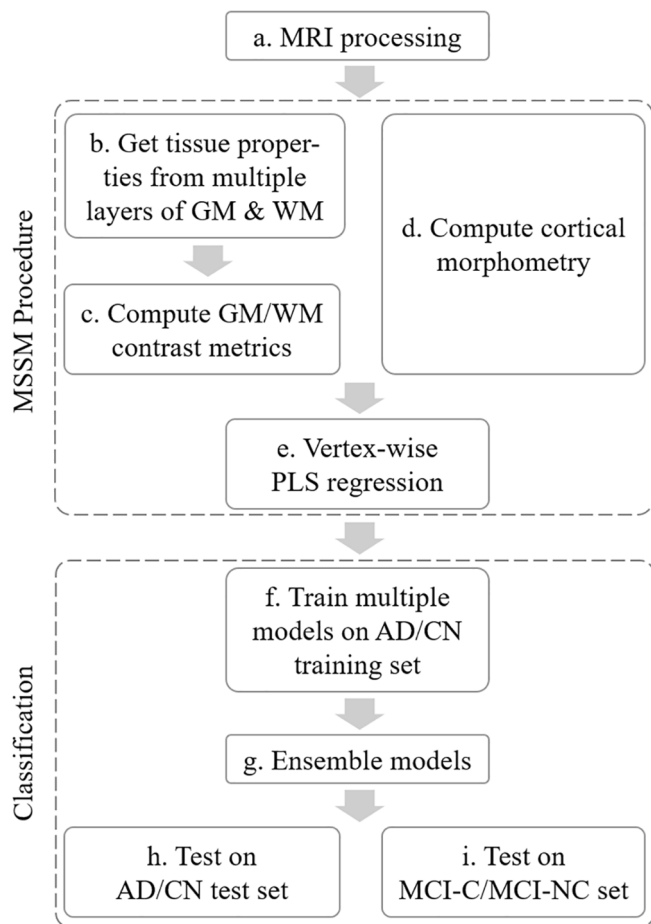 a. MRI processing
MSSM Procedure
b. Get tissue proper-
ties from multiple
layers of GM & WM
c. Compute GM/WM
contrast metrics
d. Compute cortical
morphometry
e. Vertex-wise
PLS regression
Classification
f. Train multiple
models on AD/CN
training set
g. Ensemble models
h. Test on
AD/CN test set
i. Test on
MCI-C/MCI-NC set